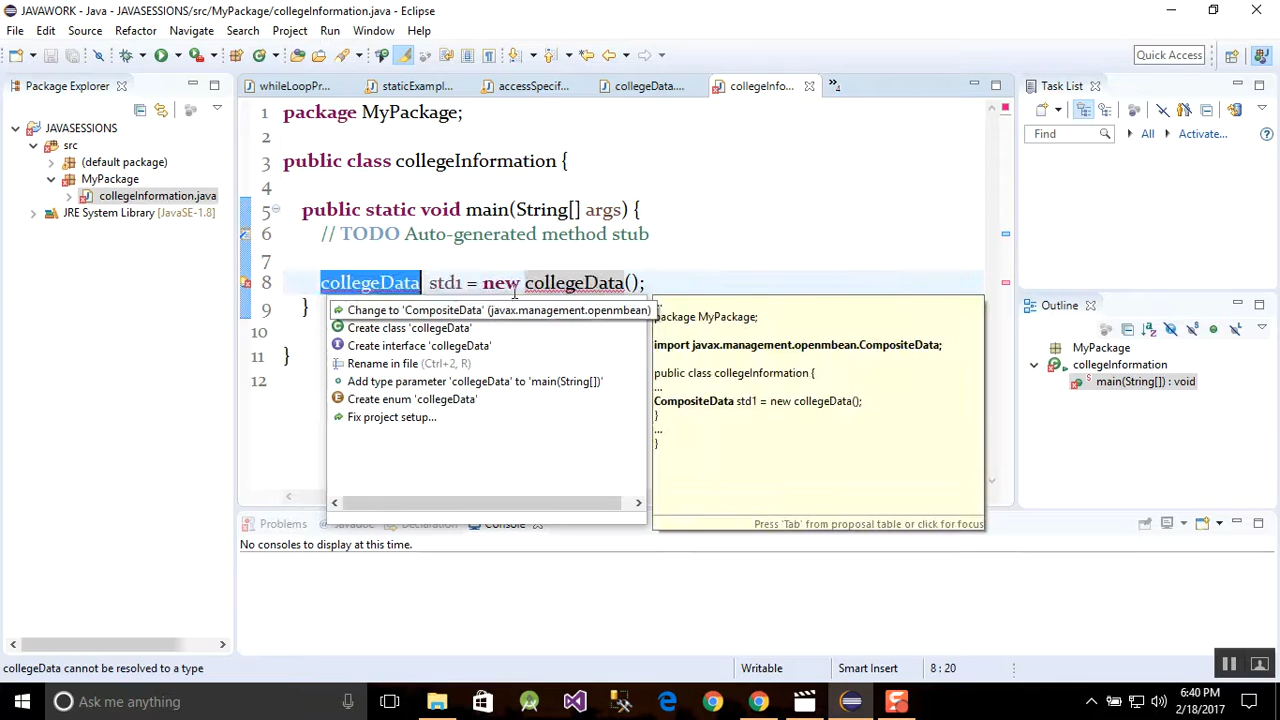 JAVAWORK - Java - JAVASESSIONS/src/MyPackage/collegeInformation.java - Eclipse
File Edit Source Refactor Navigate Search Project Run Window Help
Quick Access
Package Explorer
whileLoopPr...
staticExampl...
accessSpecif...
collegeData....
collegeInfo...
»1
Task List
JAVASESSIONS
src
(default package)
MyPackage
collegeInformation.java
JRE System Library [JavaSE-1.8]
1 package MyPackage;
2
3 public class collegeInformation {
4
5 public static void main(String[] args) {
6 // TODO Auto-generated method stub
7
8 collegeData std1 = new collegeData();
9 }
10
11 }
12
Change to 'CompositeData' (javax.management.openmbean)
Create class 'collegeData'
Create interface 'collegeData'
Rename in file (Ctrl+2, R)
Add type parameter 'collegeData' to 'main(String[])'
Create enum 'collegeData'
Fix project setup...
...
package MyPackage;
import javax.management.openmbean.CompositeData;
public class collegeInformation {
...
CompositeData std1 = new collegeData();
}
...
}
Press 'Tab' from proposal table or click for focus
Find
All
Activate...
Outline
MyPackage
collegeInformation
main(String[]) : void
Problems @ Javadoc Declaration Console
No consoles to display at this time.
collegeData cannot be resolved to a type
Writable
Smart Insert
8 : 20
Ask me anything
6:40 PM
2/18/2017